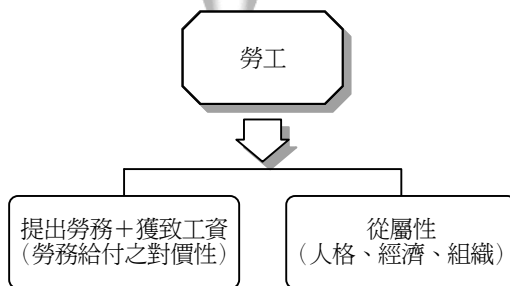 勞工
提出勞務＋獲致工資
（勞務給付之對價性）
從屬性
（人格、經濟、組織）